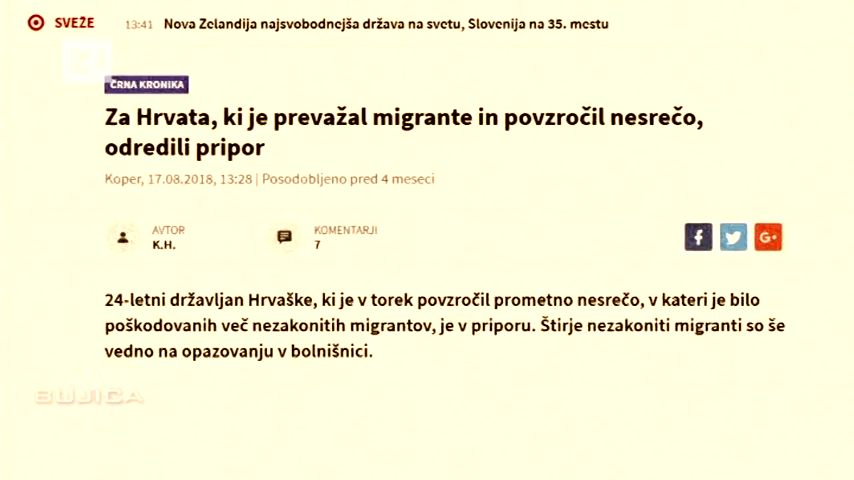 SVEŽE 13:41 Nova Zelandija najsvobodnejša država na svetu, Slovenija na 35. mestu
ČRNA KRONIKA
Za Hrvata, ki je prevažal migrante in povzročil nesrečo,
odredili pripor
Koper, 17.08.2018, 13:28 | Posodobljeno pred 4 meseci
AVTOR KOMENTARJI
K.H. 7
24-letni državljan Hrvaške, ki je v torek povzročil prometno nesrečo, v kateri je bilo
poškodovanih več nezakonitih migrantov, je v priporu. Štirje nezakoniti migranti so še
vedno na opazovanju v bolnišnici.
BUJICA